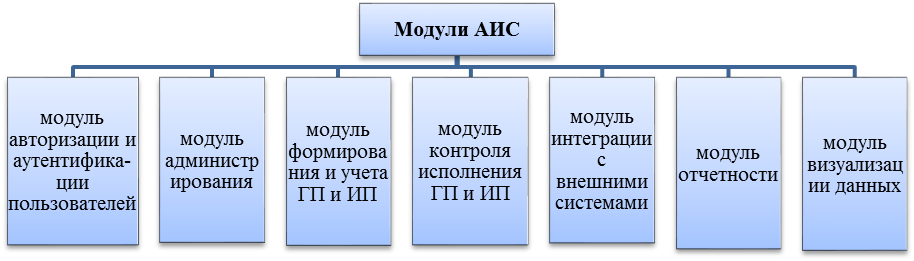 Модули АИС
модуль
авторизации и
аутентифика-
ции
пользователей
модуль
администр
ирования
модуль
формирова
ния и учета
ГП и ИП
модуль
контроля
исполнения
ГП и ИП
модуль
интеграции
с
внешними
системами
модуль
отчетности
модуль
визуализац
ии данных